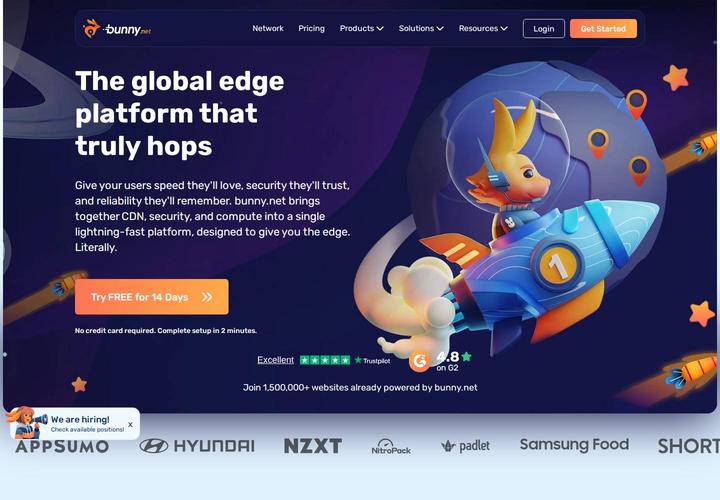 bunny.net
Network Pricing Products Solutions Resources Login Get Started
The global edge
platform that
truly hops
Give your users speed they'll love, security they'll trust,
and reliability they'll remember. bunny.net brings
together CDN, security, and compute into a single
lightning-fast platform, designed to give you the edge.
Literally.
1
Try FREE for 14 Days
No credit card required. Complete setup in 2 minutes.
Excellent Trustpilot 4.8
on G2
Join 1,500,000+ websites already powered by bunny.net
We are hiring! x
Check available positions!
APPSUMO HYUNDAI NZXT NitroPack padlet Samsung Food SHORT